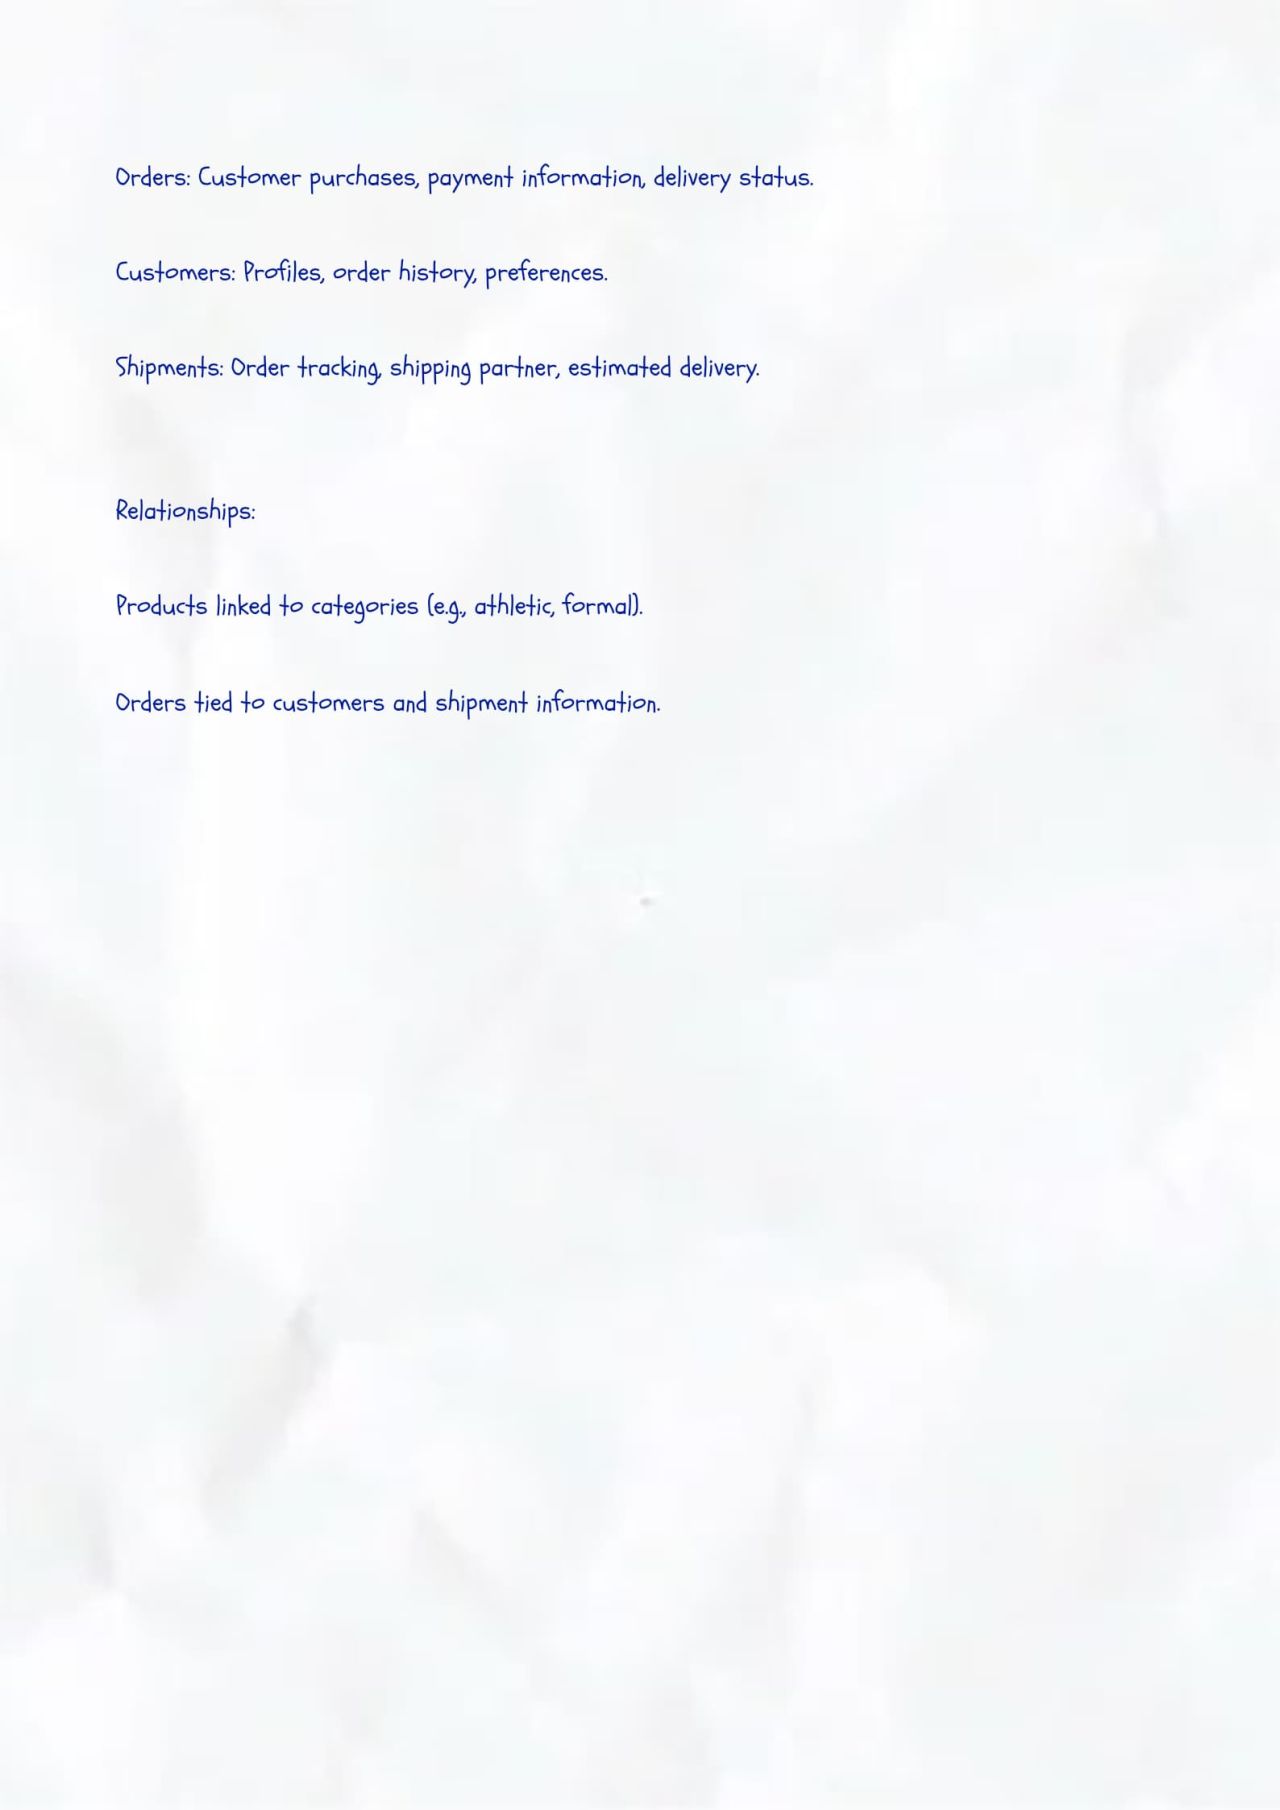 Orders: Customer purchases, payment information, delivery status.
Customers: Profiles, order history, preferences.
Shipments: Order tracking, shipping partner, estimated delivery.
Relationships:
Products linked to categories (e.g., athletic, formal).
Orders tied to customers and shipment information.